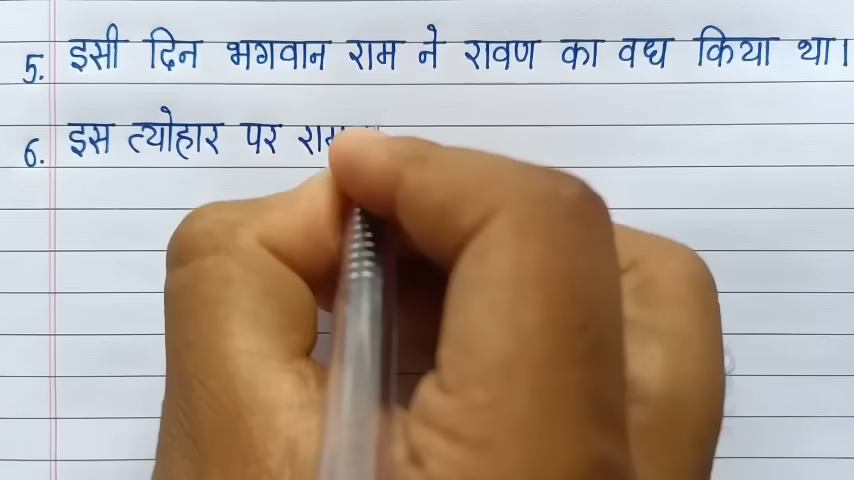 5. इसी दिन भगवान राम ने रावण का वध किया था।
6. इस त्योहार पर